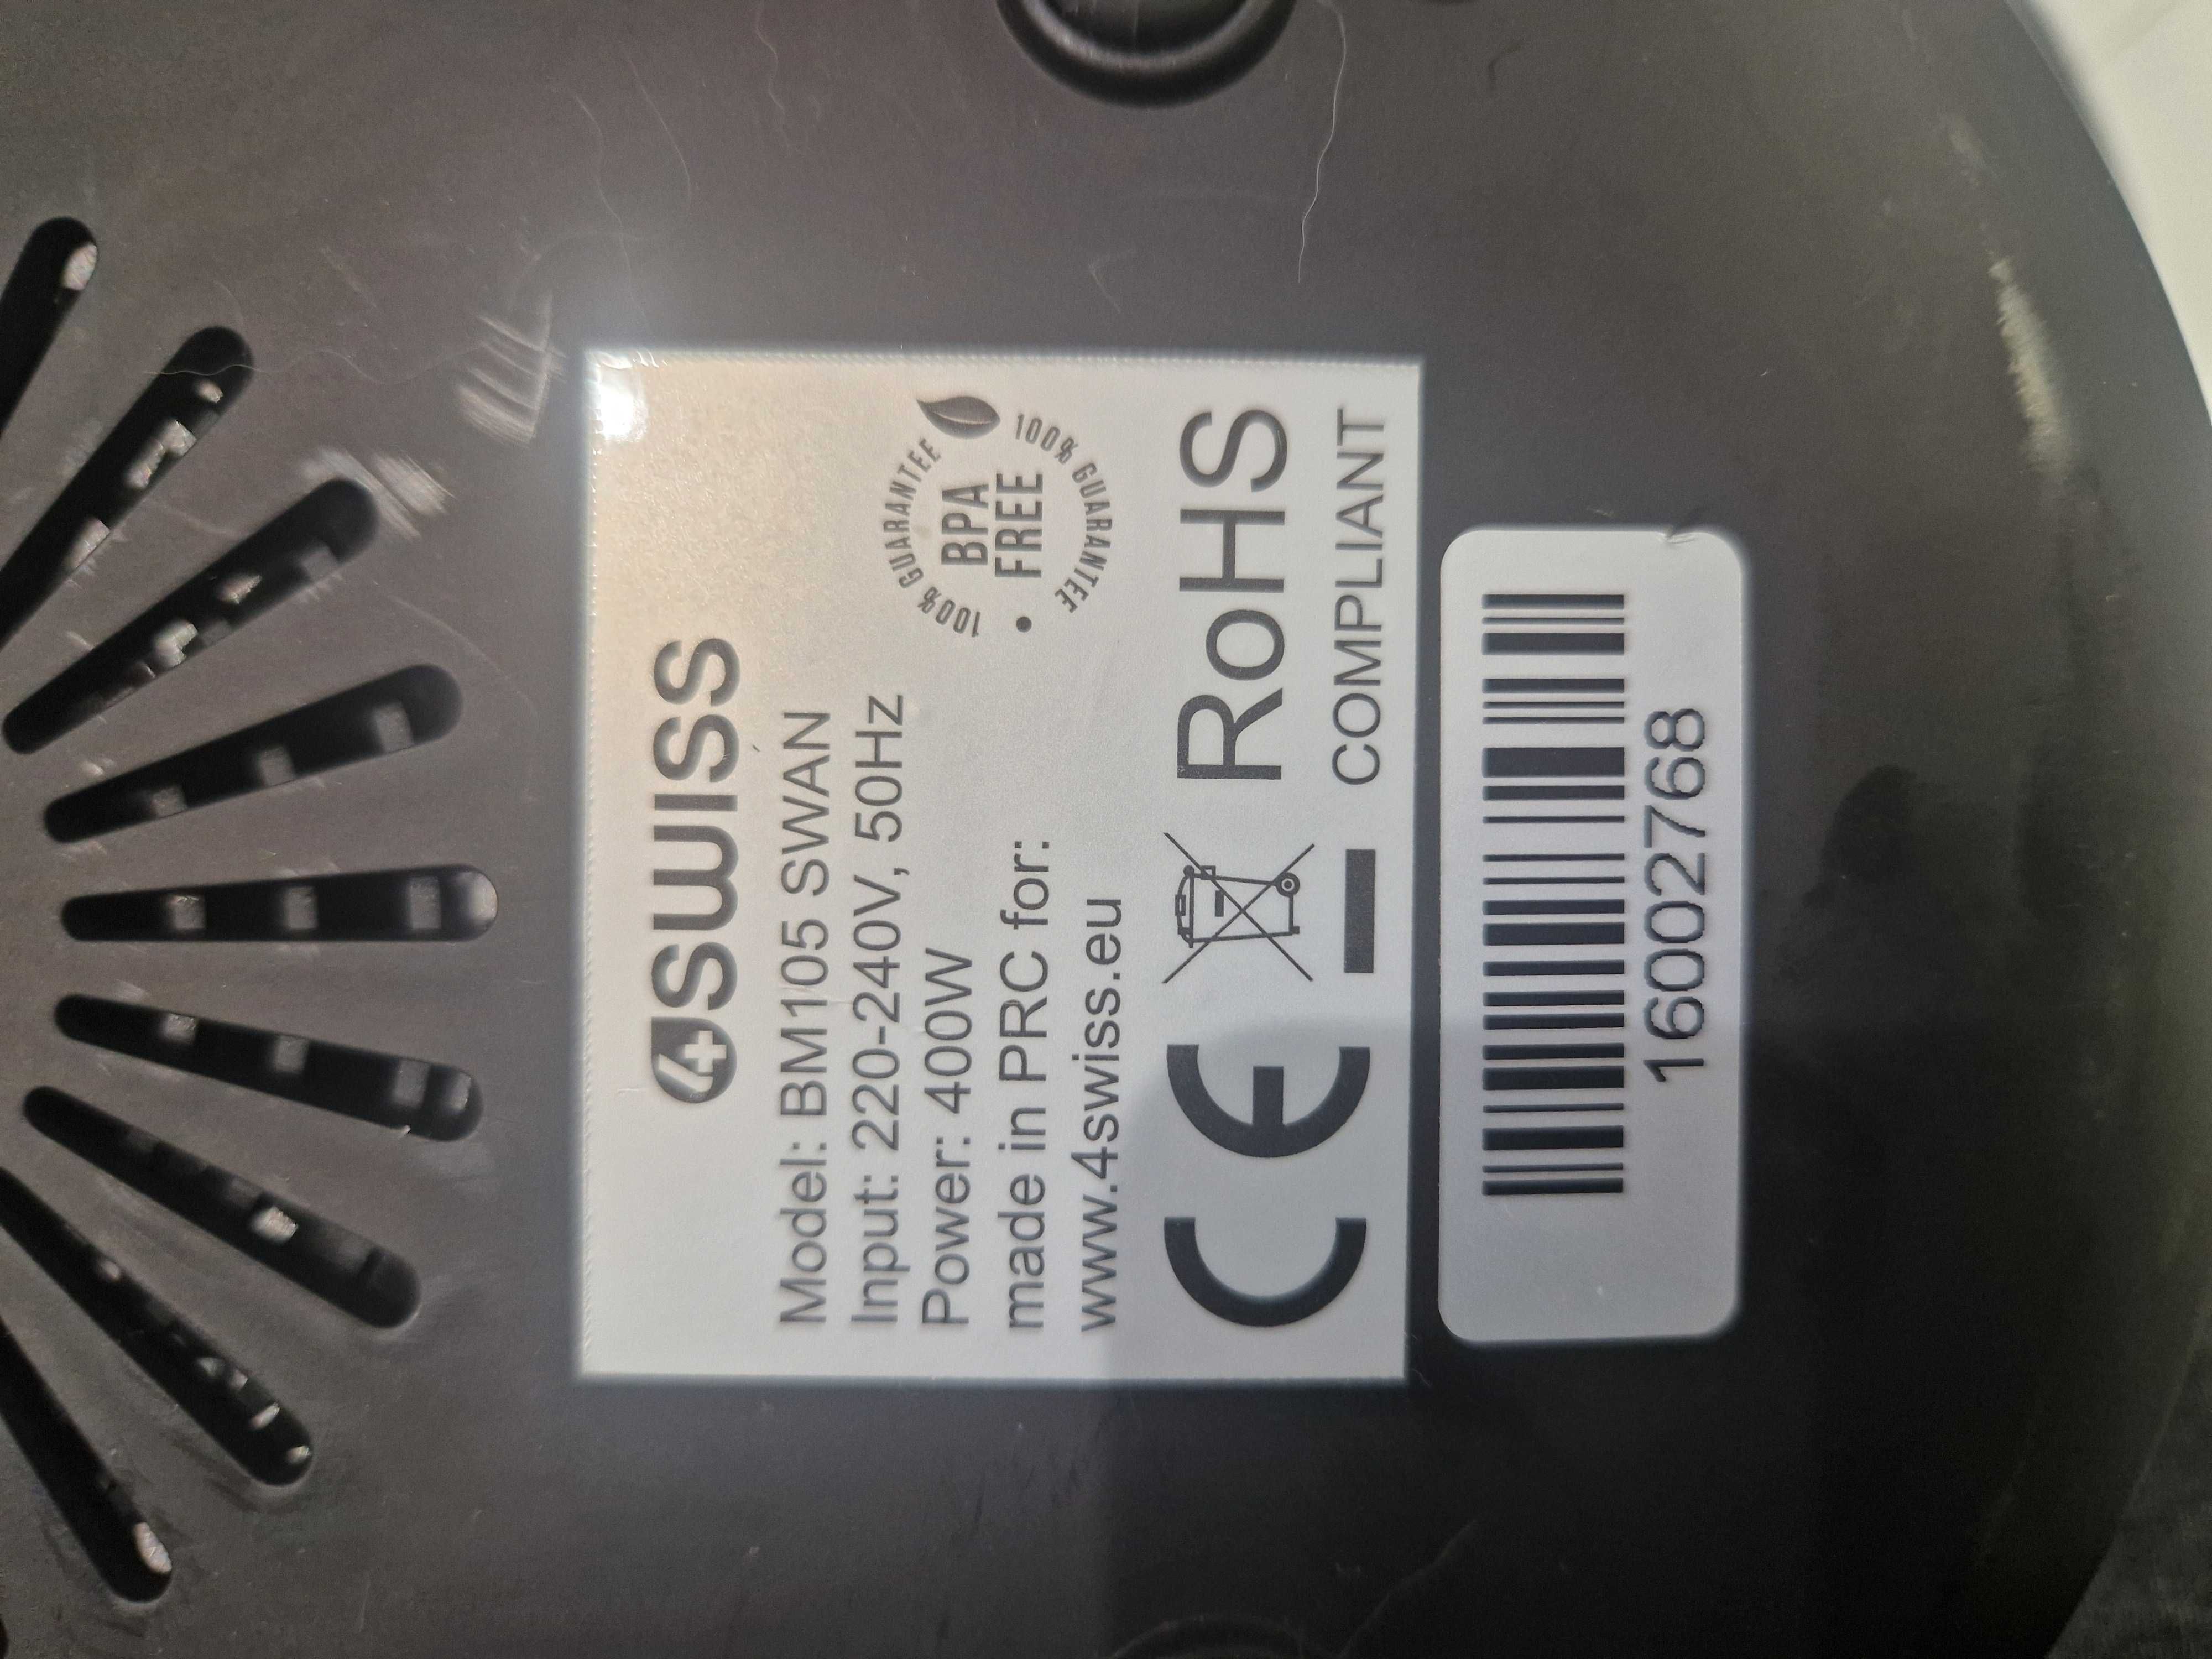 4swiss
Model: BM105 SWAN
Input: 220-240V, 50Hz
Power: 400W
made in PRC for:
www.4swiss.eu
100% GUARANTEE
BPA
FREE
100% GUARANTEE
CE
RoHS
COMPLIANT
16002768